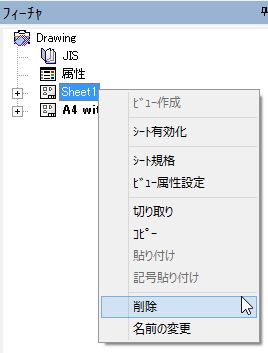 フィーチャ
Drawing
JIS
属性
Sheet1
A4 wit
ビュー作成
シート有効化
シート規格
ビュー属性設定
切り取り
コピー
貼り付け
記号貼り付け
削除
名前の変更